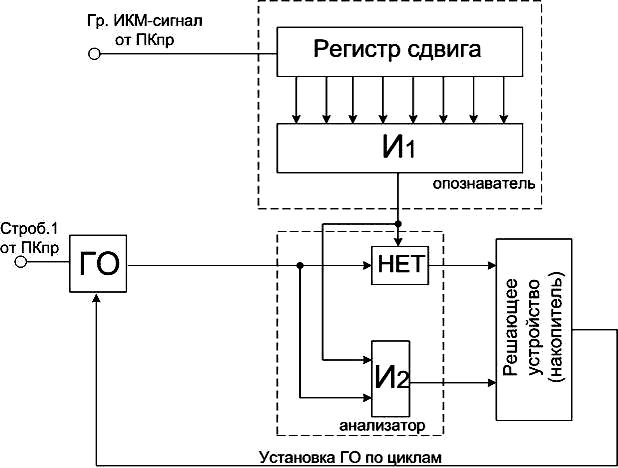 Гр. ИКМ-сигнал
от ПКпр
Регистр сдвига
И1
опознаватель
Строб.1
от ПКпр
ГО
НЕТ
И2
анализатор
Решающее
устройство
(накопитель)
Установка ГО по циклам